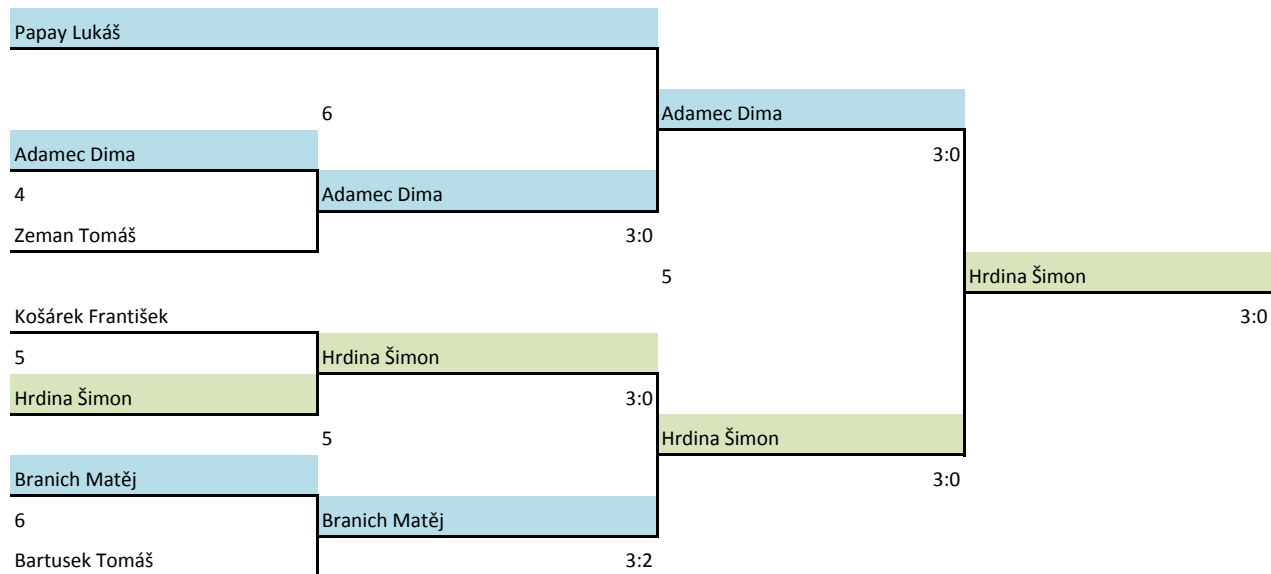 Papay Lukáš
6 Adamec Dima
Adamec Dima 3:0
4 Adamec Dima
Zeman Tomáš 3:0
5 Hrdina Šimon
Košárek František 3:0
5 Hrdina Šimon
Hrdina Šimon 3:0
5 Hrdina Šimon
Branich Matěj 3:0
6 Branich Matěj
Bartusek Tomáš 3:2